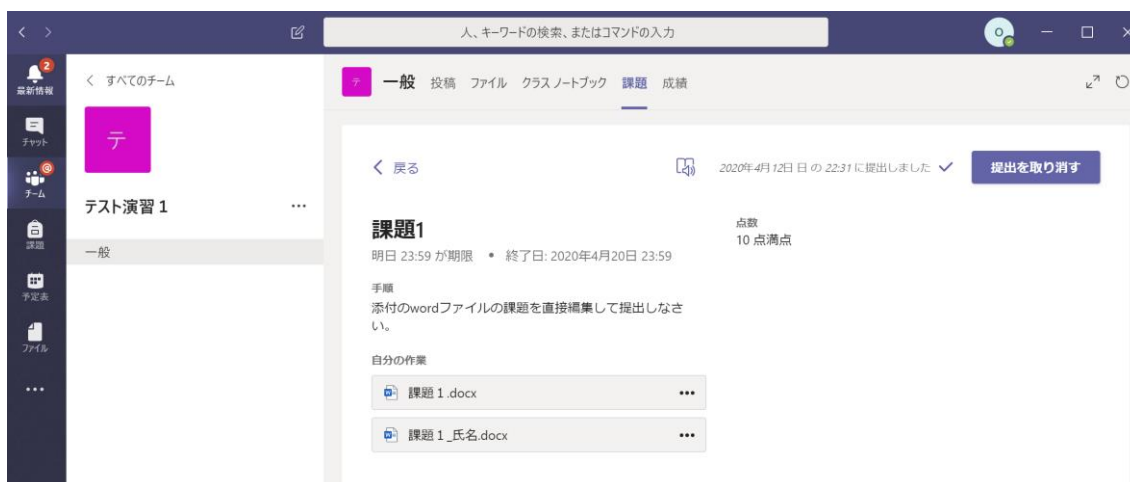 人、キーワードの検索、またはコマンドの入力
O
2
最新情報
チャット
@
チーム
課題
予定表
ファイル
すべてのチーム
テ
テスト演習 1
一般
テ
一般 投稿 ファイル クラス ノートブック 課題 成績
戻る
2020年4月12日 日 の 22:31 に提出しました
提出を取り消す
課題1
明日 23:59 が期限 • 終了日: 2020年4月20日 23:59
点数
10 点満点
手順
添付のwordファイルの課題を直接編集して提出しなさ
い。
自分の作業
課題 1 .docx
課題 1 _氏名.docx